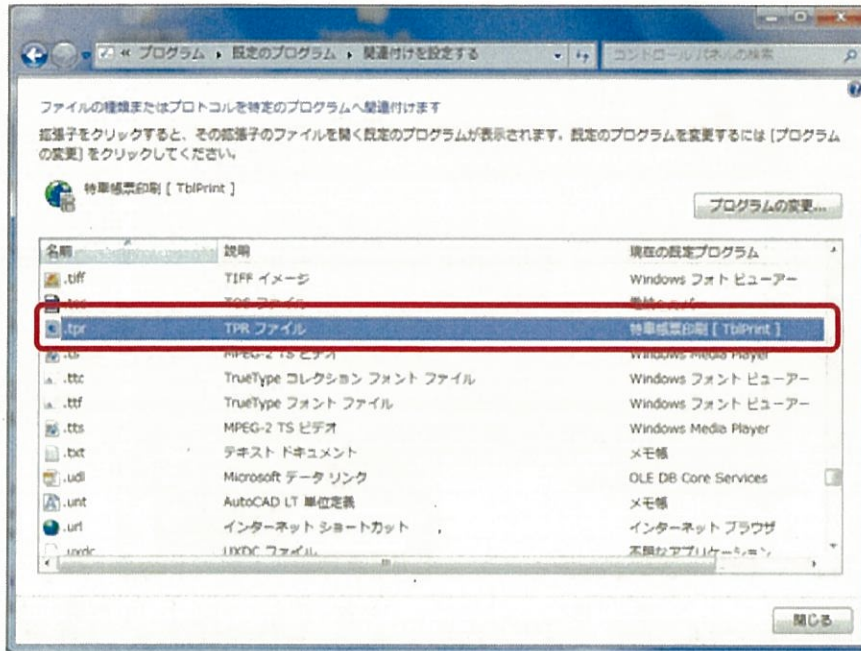 « プログラム ▸ 既定のプログラム ▸ 関連付けを設定する
コントロール パネルの検索
ファイルの種類またはプロトコルを特定のプログラムへ関連付けます
拡張子をクリックすると、その拡張子のファイルを開く既定のプログラムが表示されます。既定のプログラムを変更するには [プログラム
の変更] をクリックしてください。
特車帳票印刷 [ TblPrint ]
プログラムの変更...
名前 説明 現在の既定プログラム
.tiff TIFF イメージ Windows フォト ビューアー
ファイル
.tpr TPR ファイル 特車帳票印刷 [ TblPrint ]
.ts MPEG-2 TS ビデオ Windows Media Player
.ttc TrueType コレクション フォント ファイル Windows フォント ビューアー
.ttf TrueType フォント ファイル Windows フォント ビューアー
.tts MPEG-2 TS ビデオ Windows Media Player
.txt テキスト ドキュメント メモ帳
.udl Microsoft データ リンク OLE DB Core Services
.unt AutoCAD LT 単位定義 メモ帳
.url インターネット ショートカット インターネット ブラウザ
.uxdc UXDC ファイル 不明なアプリケーション
閉じる